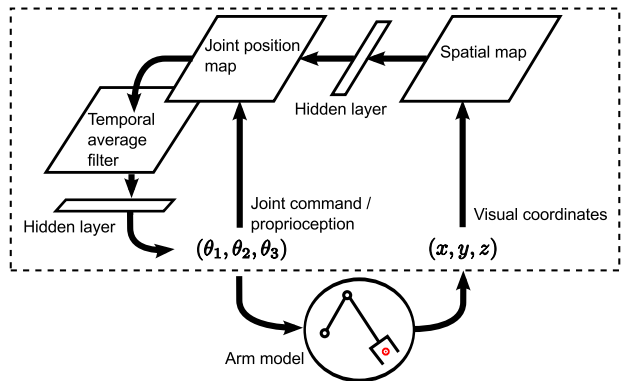 Joint position
map
Spatial map
Hidden layer
Temporal
average
filter
Hidden layer
Joint command /
proprioception
Visual coordinates
(θ₁, θ₂, θ₃)
(x, y, z)
Arm model